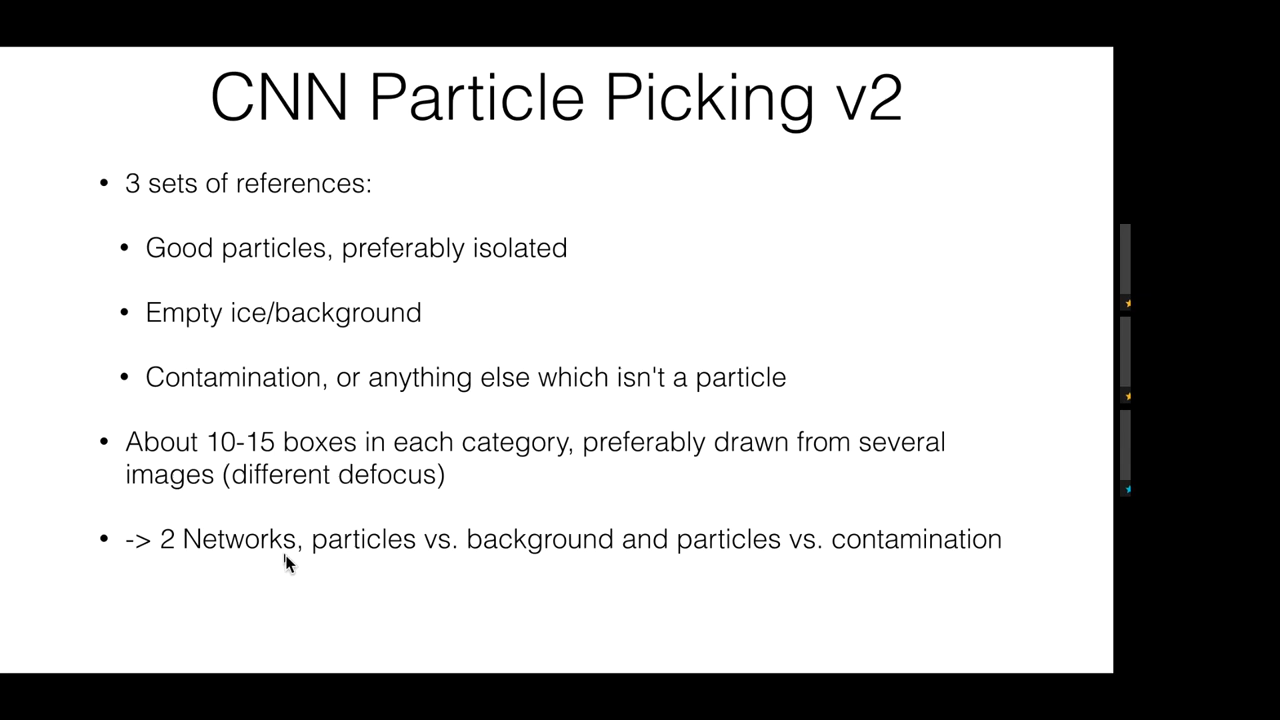 CNN Particle Picking v2
• 3 sets of references:
• Good particles, preferably isolated
• Empty ice/background
• Contamination, or anything else which isn't a particle
• About 10-15 boxes in each category, preferably drawn from several
images (different defocus)
• -> 2 Networks, particles vs. background and particles vs. contamination